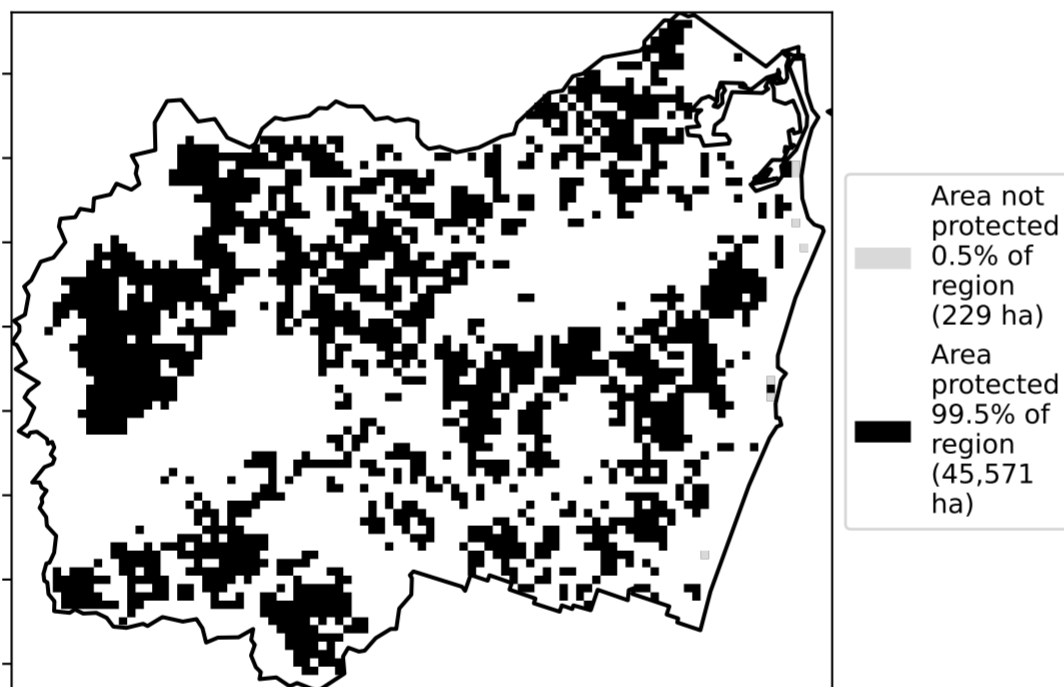 Area not
protected
0.5% of
region
(229 ha)
Area
protected
99.5% of
region
(45,571
ha)